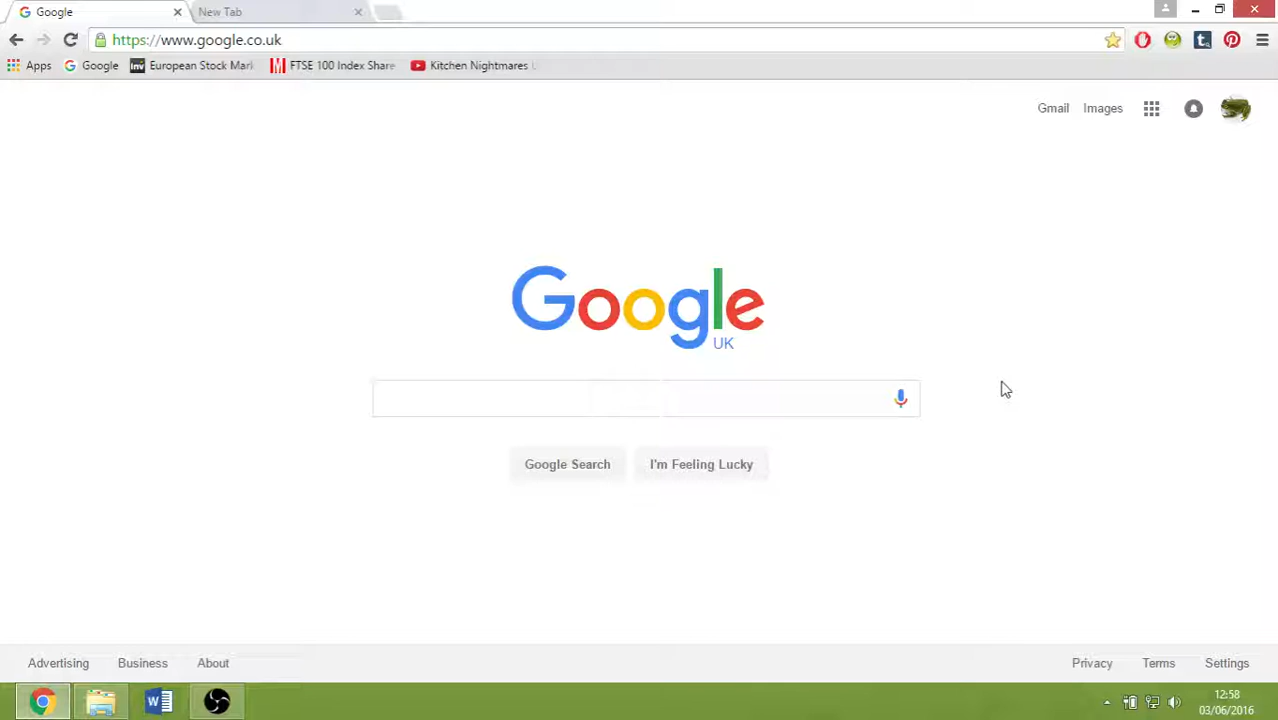 Google
New Tab
https://www.google.co.uk
Apps
Google
European Stock Mark
FTSE 100 Index Share
Kitchen Nightmares
Gmail
Images
Google
UK
Google Search
I'm Feeling Lucky
Advertising
Business
About
Privacy
Terms
Settings
12:58
03/06/2016